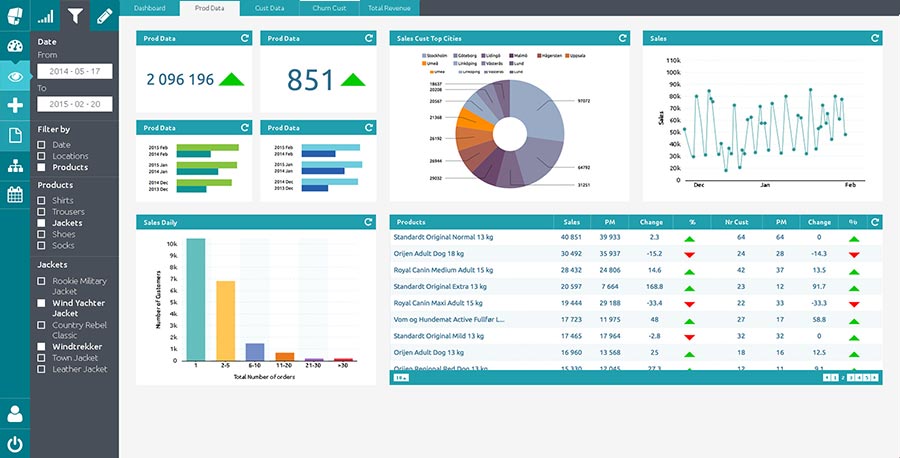 Dashboard Prod Data Cust Data Churn Cust Total Revenue
Date
From
2014 - 05 - 17
To
2015 - 02 - 20
Filter by
Date
Locations
Products
Products
Shirts
Trousers
Jackets
Shoes
Socks
Jackets
Rookie Military
Jacket
Wind Yachter
Jacket
Country Rebel
Classic
Windtrekker
Town Jacket
Leather Jacket
Prod Data
2 096 196
Prod Data
851
Prod Data
2015 Feb
2014 Feb
2015 Jan
2014 Jan
2014 Dec
2013 Dec
Prod Data
2015 Feb
2014 Feb
2015 Jan
2014 Jan
2014 Dec
2013 Dec
Sales Cust Top Cities
Stockholm Göteborg Lidingö Malmö Hägersten Uppsala
Umeå Linköping Västerås Lund
Umeå Linköping Västerås Lund
18637
20208
20567
21368
26192
26944
29032
97072
64792
31251
Sales
110k
100k
90k
80k
70k
60k
50k
40k
30k
20k
10k
0
Sales
Dec Jan Feb
Sales Daily
10k
9k
8k
7k
6k
5k
4k
3k
2k
1k
0
Number of Customers
1 2-5 6-10 11-20 21-30 >30
Total Number of orders
Products Sales PM Change % Nr Cust PM Change %
Standardt Original Normal 13 kg 40 851 39 933 2.3 64 64 0
Orijen Adult Dog 18 kg 30 492 35 937 -15.2 24 28 -14.3
Royal Canin Medium Adult 15 kg 28 432 24 806 14.6 42 37 13.5
Standardt Original Extra 13 kg 20 597 7 664 168.8 23 12 91.7
Royal Canin Maxi Adult 15 kg 19 444 29 188 -33.4 22 33 -33.3
Vom og Hundemat Active Fullfør L... 17 723 11 975 48 27 17 58.8
Standardt Original Mild 13 kg 17 465 17 964 -2.8 32 32 0
Orijen Adult Dog 13 kg 16 960 13 568 25 18 16 12.5
Orijen Regional Red Dog 13 kg 15 330 12 045 27.3 12 11 9.1
2 3 4 5